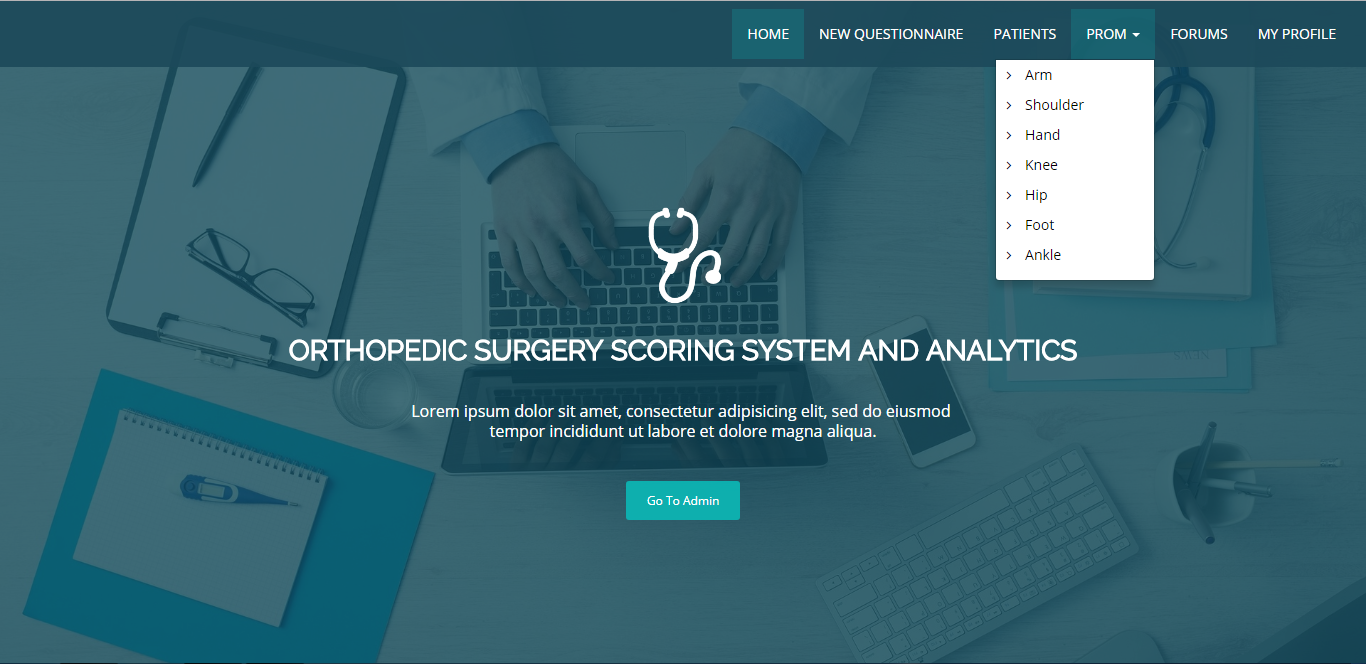 HOME NEW QUESTIONNAIRE PATIENTS PROM FORUMS MY PROFILE
Arm
Shoulder
Hand
Knee
Hip
Foot
Ankle
ORTHOPEDIC SURGERY SCORING SYSTEM AND ANALYTICS
Lorem ipsum dolor sit amet, consectetur adipisicing elit, sed do eiusmod
tempor incididunt ut labore et dolore magna aliqua.
Go To Admin